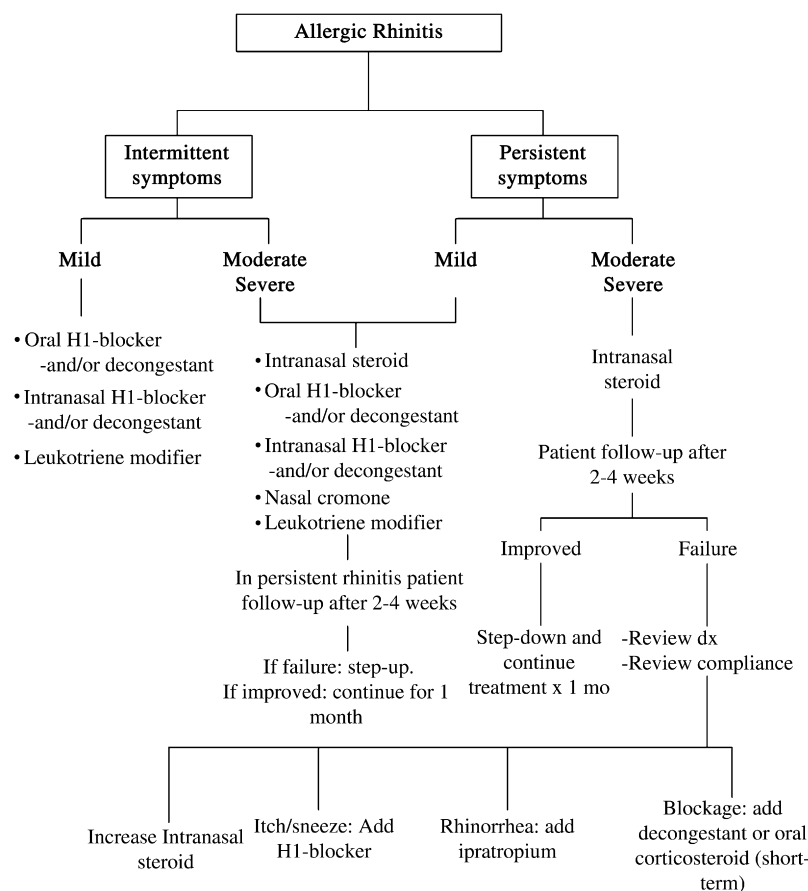 Allergic Rhinitis
Intermittent
symptoms
Persistent
symptoms
Mild
Moderate
Severe
Mild
Moderate
Severe
• Oral H1-blocker
-and/or decongestant
• Intranasal H1-blocker
-and/or decongestant
• Leukotriene modifier
• Intranasal steroid
• Oral H1-blocker
-and/or decongestant
• Intranasal H1-blocker
-and/or decongestant
• Nasal cromone
• Leukotriene modifier
In persistent rhinitis patient
follow-up after 2-4 weeks
If failure: step-up.
If improved: continue for 1
month
Intranasal
steroid
Patient follow-up after
2-4 weeks
Improved
Failure
Step-down and
continue
treatment x 1 mo
-Review dx
-Review compliance
Increase Intranasal
steroid
Itch/sneeze: Add
H1-blocker
Rhinorrhea: add
ipratropium
Blockage: add
decongestant or oral
corticosteroid (short-
term)